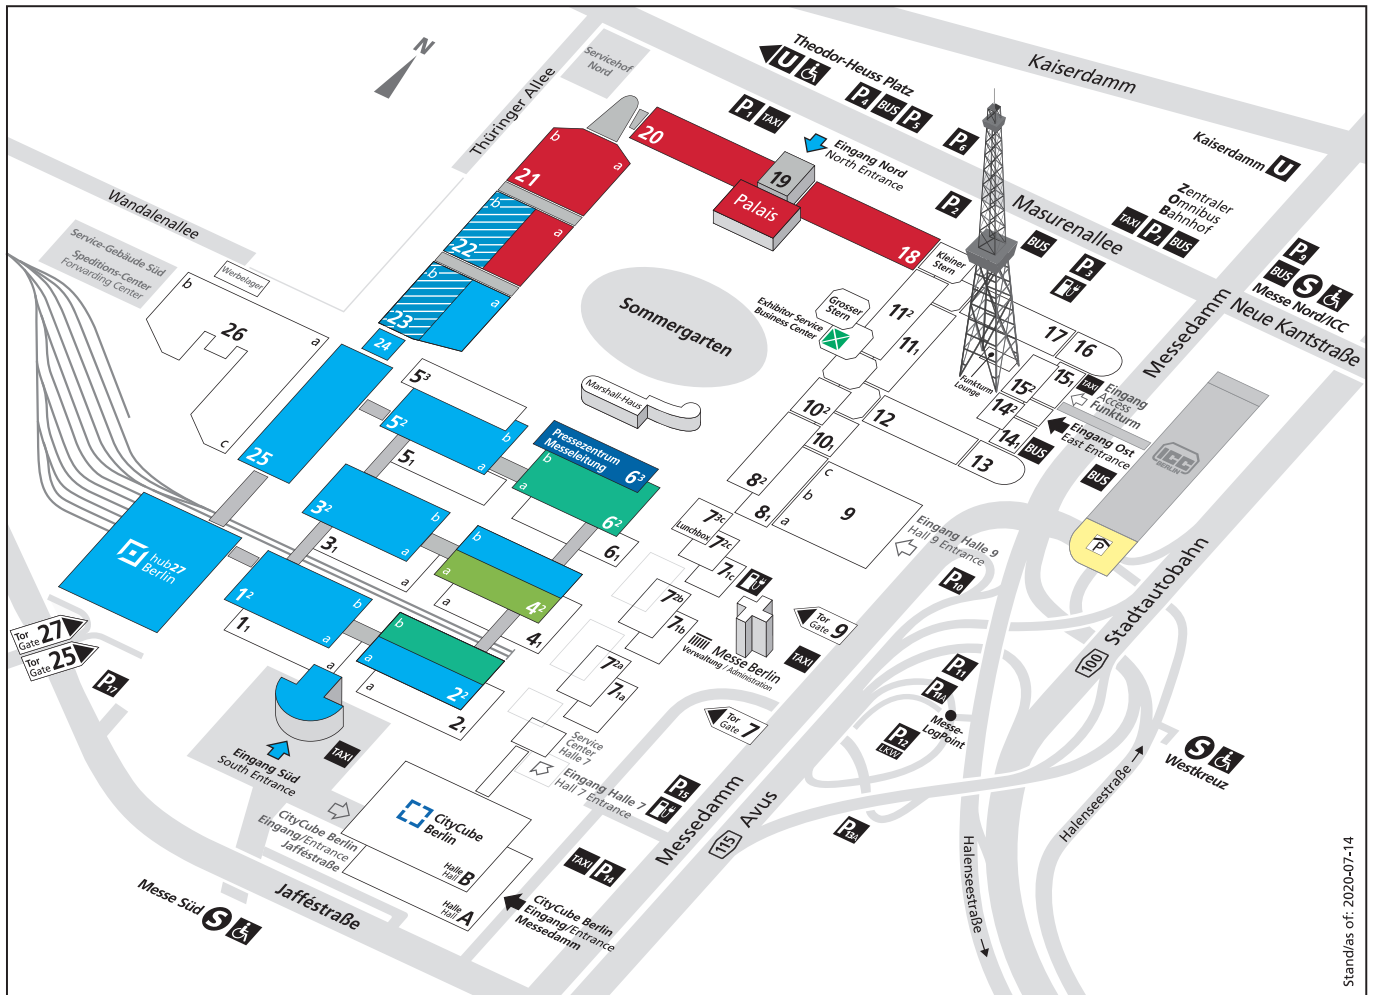 N
Servicehof
Nord
Thüringer Allee
Theodor-Heuss Platz
U
P4
BUS
P5
P6
P1
TAXI
Kaiserdamm
Kaiserdamm
U
Eingang Nord
North Entrance
P2
Masurenallee
Zentraler
Omnibus
Bahnhof
TAXI
P7
BUS
BUS
P3
P9
BUS
S
Messe Nord/ICC
Neue Kantstraße
Messedamm
Wandalenallee
Service-Gebäude Süd
Speditions-Center
Forwarding Center
Werbelager
b
26
a
c
20
19
Palais
18
b
a
21
b
22
a
b
23
a
24
25
Sommergarten
Marshall-Haus
Exhibitor Service
Business Center
Grosser
Stern
Kleiner
Stern
11²
11₁
17
16
15₁
15²
14²
14₁
Funkturm
Lounge
TAXI
Eingang
Access
Funkturm
Eingang Ost
East Entrance
BUS
BUS
ICC
BERLIN
P
12
13
10²
10₁
8²
8₁
c
b
a
9
Eingang Halle 9
Hall 9 Entrance
P10
5³
5²
b
a
5₁
Pressezentrum
Messeleitung
6³
b
a
6²
6₁
3²
b
a
3₁
a
b
a
4²
a
4₁
hub27
Berlin
1²
b
a
1₁
a
b
a
2²
a
2₁
7³c
Lunchbox
7²c
7₁c
7²b
7₁b
7²a
7₁a
Messe Berlin
Verwaltung / Administration
Tor
Gate 9
TAXI
Tor
Gate 7
Tor
Gate 27
Tor
Gate 25
P17
Eingang Süd
South Entrance
TAXI
Service
Center
Halle 7
Eingang Halle 7
Hall 7 Entrance
P15
CityCube Berlin
Eingang/Entrance
Jafféstraße
CityCube
Berlin
Halle
Hall B
Halle
Hall A
TAXI
P14
CityCube Berlin
Eingang/Entrance
Messedamm
Messe Süd
S
Jafféstraße
Messedamm
115 Avus
P11
P11A
Messe-
LogPoint
P12
LKW
P13A
100 Stadtautobahn
Halenseestraße
Halenseestraße
S
Westkreuz
Stand/as of: 2020-07-14